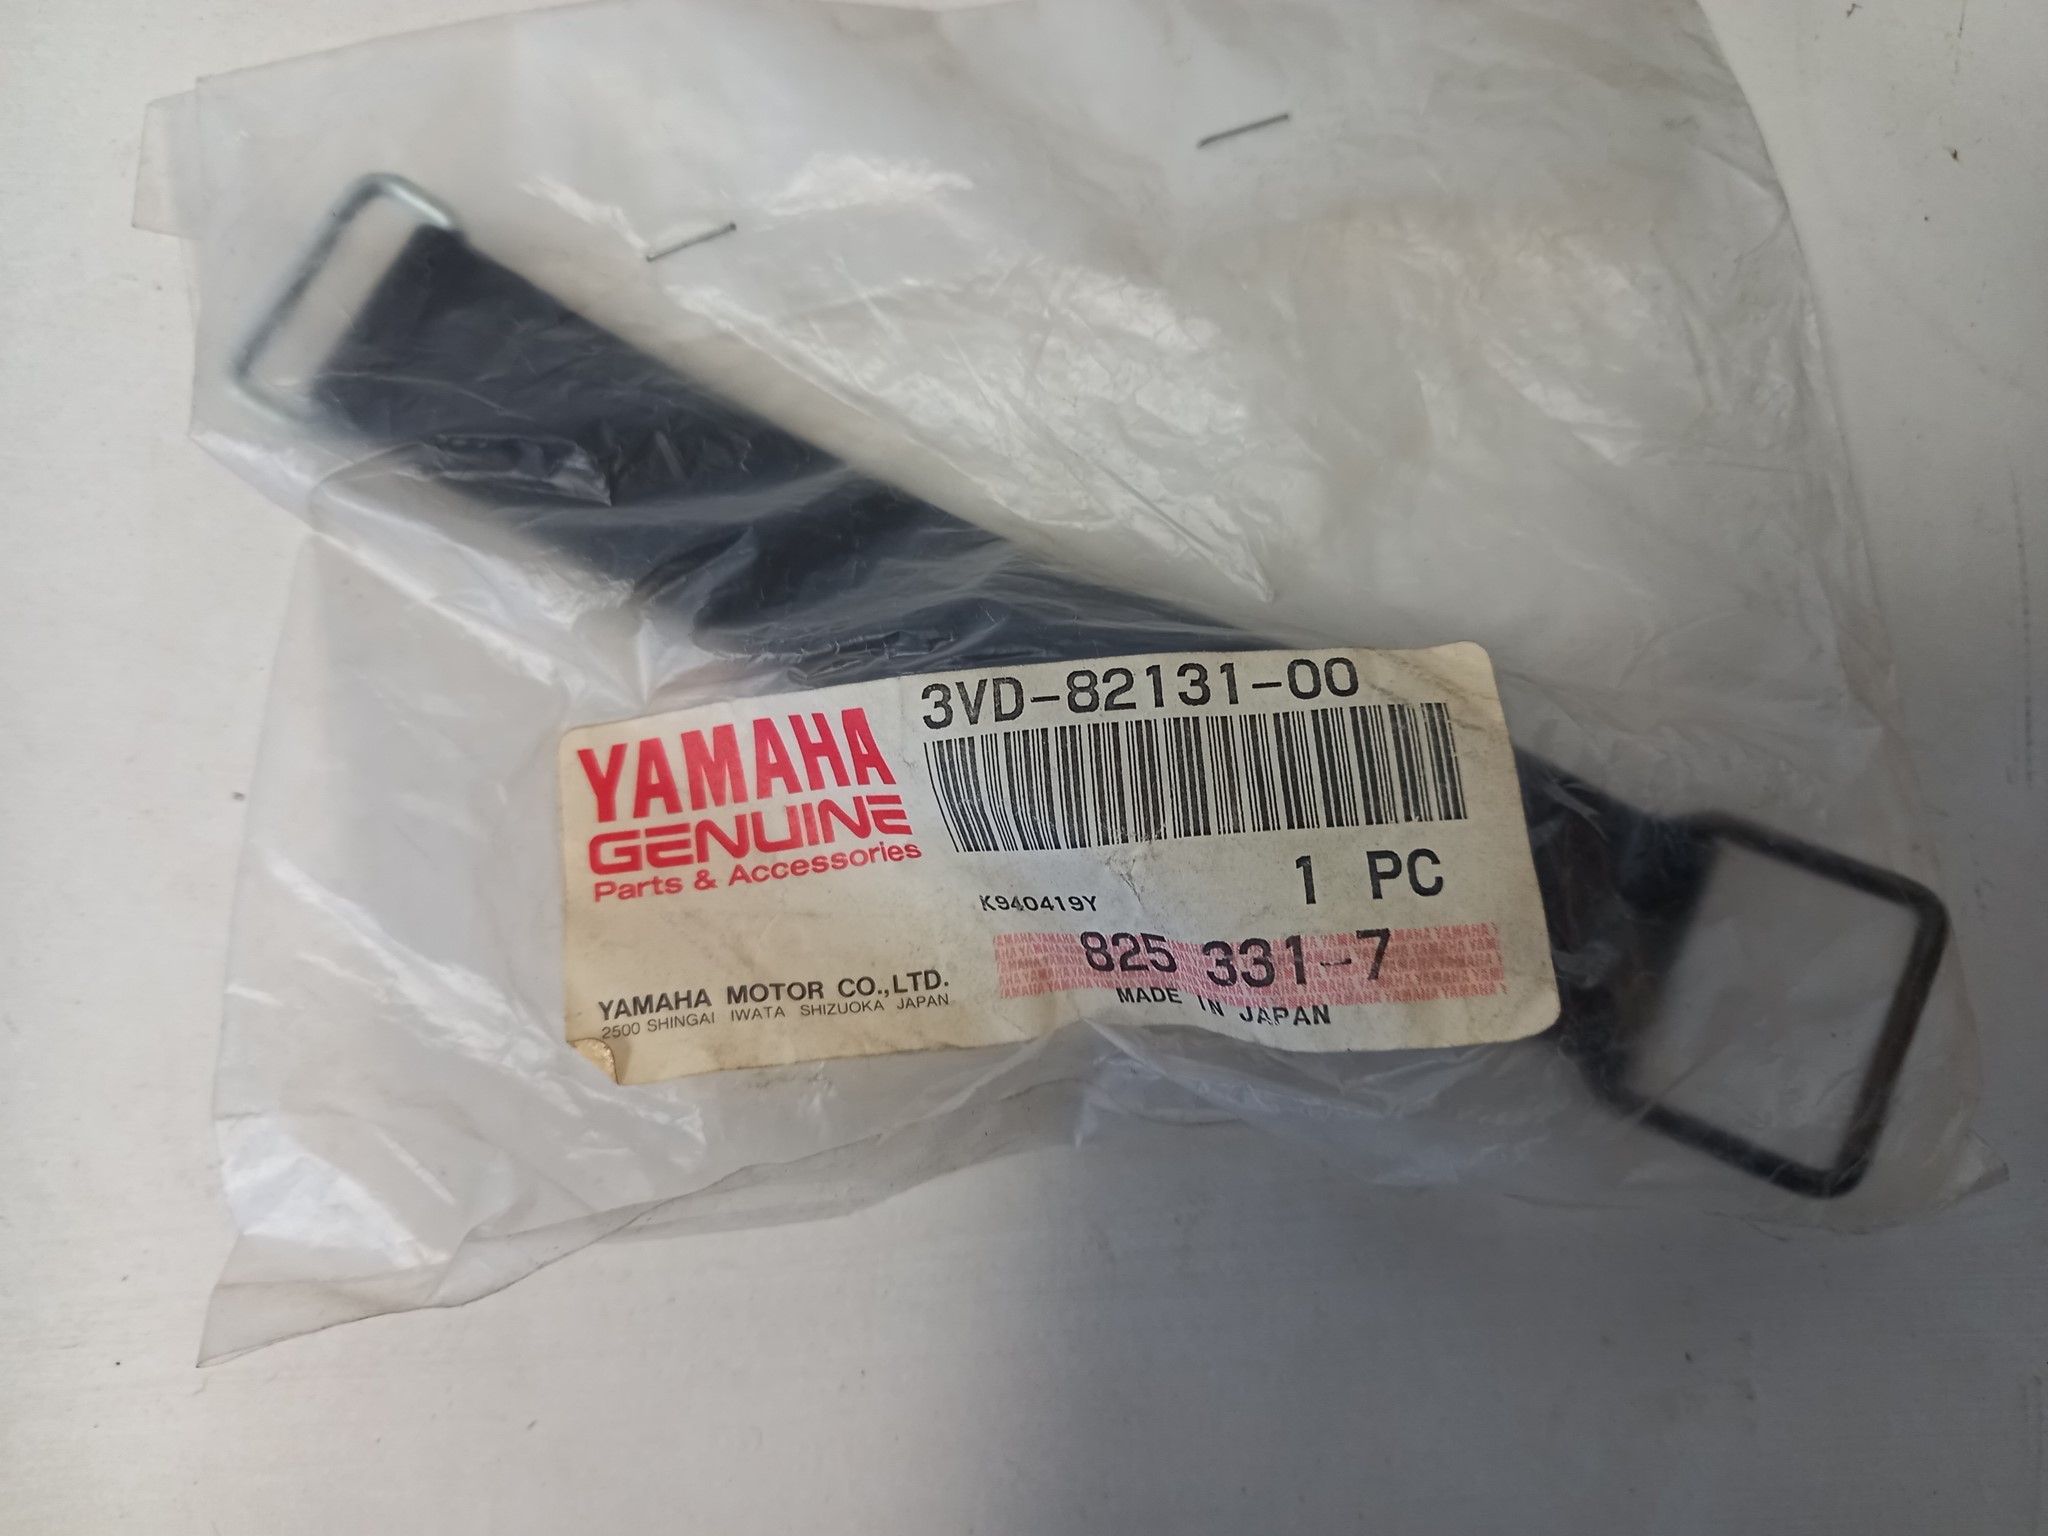 3VD-82131-00
YAMAHA
GENUINE
Parts & Accessories
1 PC
K940419Y
825 331-7
YAMAHA MOTOR CO.,LTD.
2500 SHINGAI IWATA SHIZUOKA JAPAN
MADE IN JAPAN